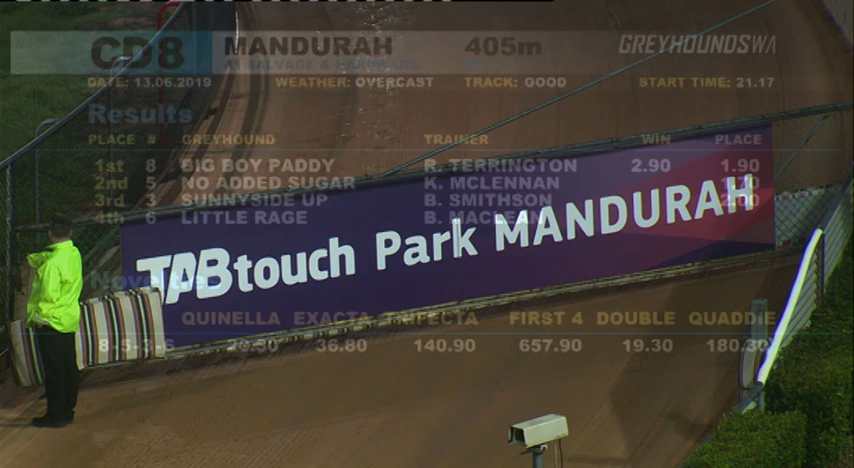 CD8 MANDURAH 405m GREYHOUNDSWA
SALVAGE & HARDWARE
DATE: 13.06.2019 WEATHER: OVERCAST TRACK: GOOD START TIME: 21.17
Results
PLACE # GREYHOUND TRAINER WIN PLACE
1st 8 BIG BOY PADDY R. TERRINGTON 2.90 1.90
2nd 5 NO ADDED SUGAR K. MCLENNAN
3rd 3 SUNNYSIDE UP B. SMITHSON
4th 6 LITTLE RAGE B. MACLEAN
TABtouch Park MANDURAH
QUINELLA EXACTA TRIFECTA FIRST 4 DOUBLE QUADDIE
8-5-3-6 36.80 140.90 657.90 19.30 180.30